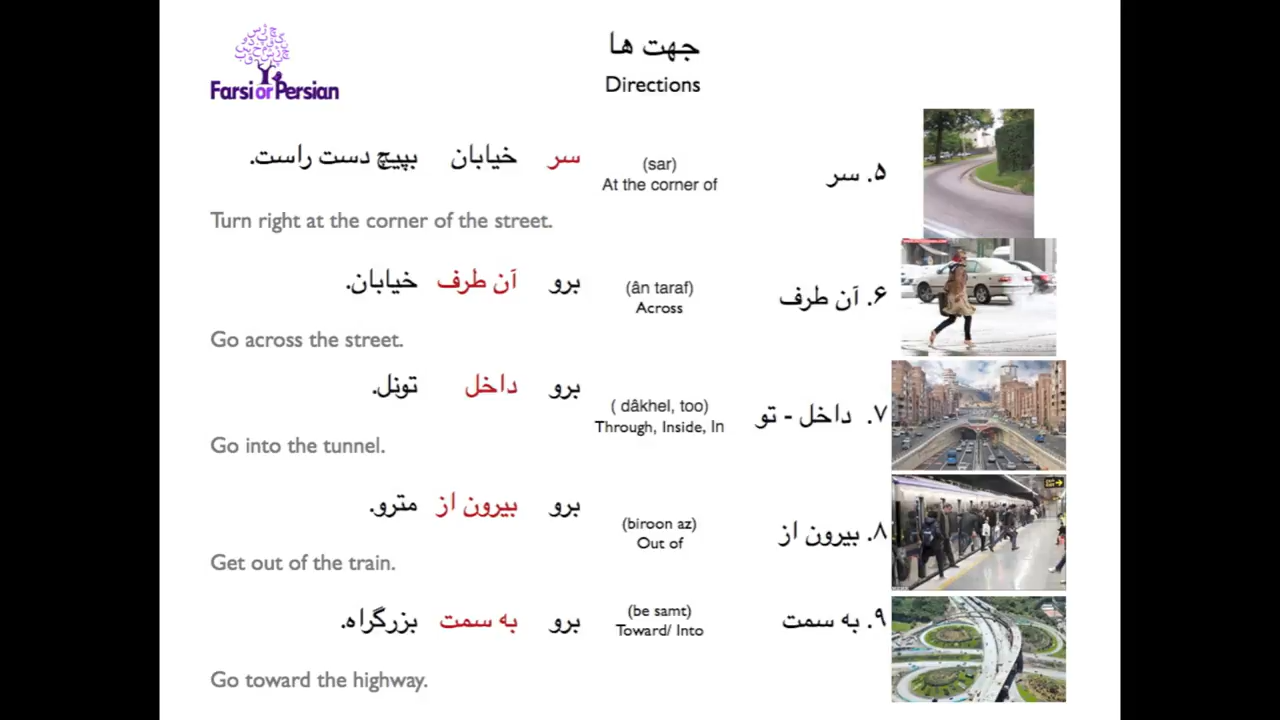 Farsi or Persian
جهت ها
Directions
۵. سر
(sar)
At the corner of
سر خیابان بپیچ دست راست.
Turn right at the corner of the street.
۶. آن طرف
(ân taraf)
Across
برو آن طرف خیابان.
Go across the street.
۷. داخل - تو
( dâkhel, too)
Through, Inside, In
برو داخل تونل.
Go into the tunnel.
۸. بیرون از
(biroon az)
Out of
برو بیرون از مترو.
Get out of the train.
۹. به سمت
(be samt)
Toward/ Into
برو به سمت بزرگراه.
Go toward the highway.